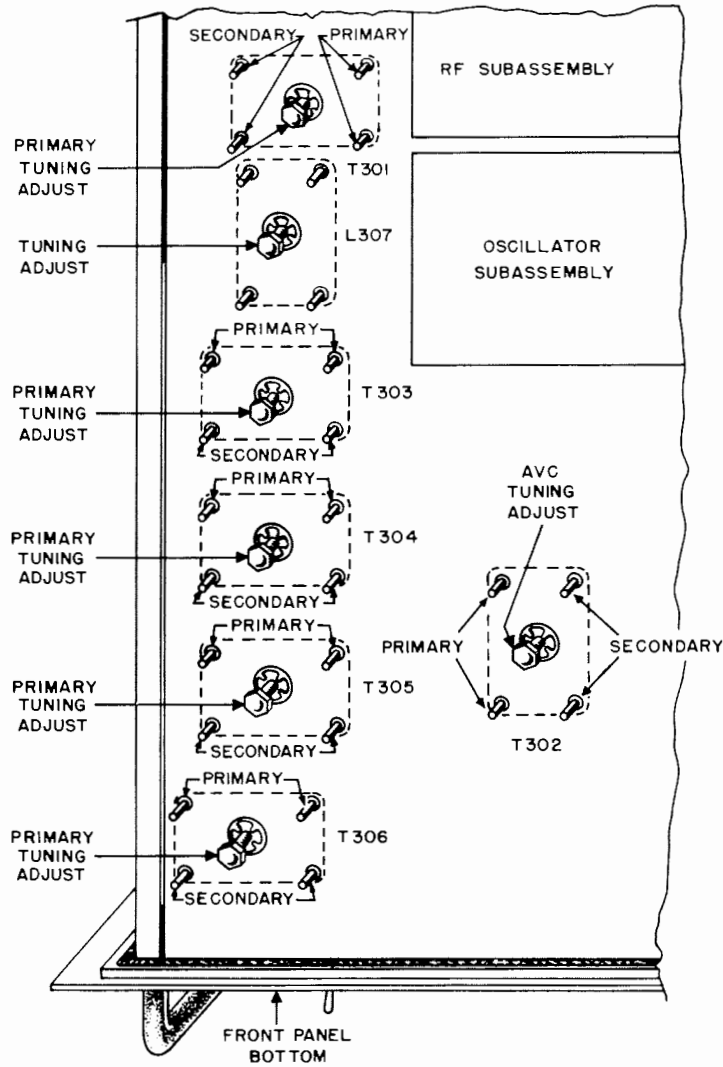 SECONDARY PRIMARY
RF SUBASSEMBLY
PRIMARY
TUNING
ADJUST
T301
TUNING
ADJUST
L307
OSCILLATOR
SUBASSEMBLY
PRIMARY
PRIMARY
TUNING
ADJUST
T303
SECONDARY
PRIMARY
AVC
TUNING
ADJUST
PRIMARY
TUNING
ADJUST
T304
SECONDARY
PRIMARY
PRIMARY
SECONDARY
PRIMARY
TUNING
ADJUST
T305
SECONDARY
T302
PRIMARY
PRIMARY
TUNING
ADJUST
T306
SECONDARY
FRONT PANEL
BOTTOM